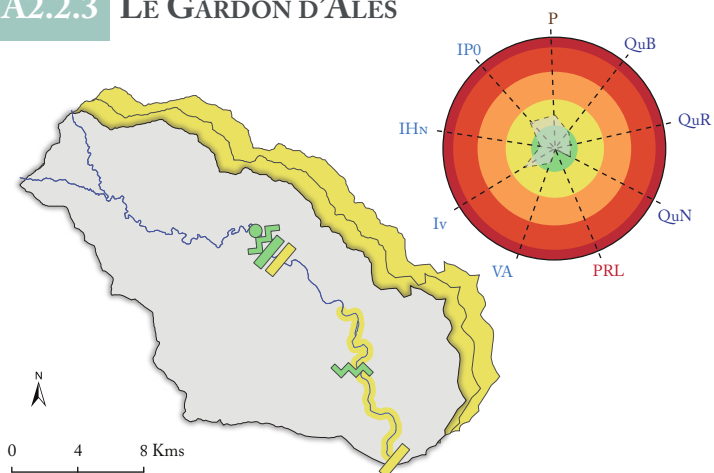 A2.2.3 LE GARDON D'ALÈS
P
IP0
QuB
IHN
QuR
Iv
QuN
VA
PRL
N
0 4 8 Kms